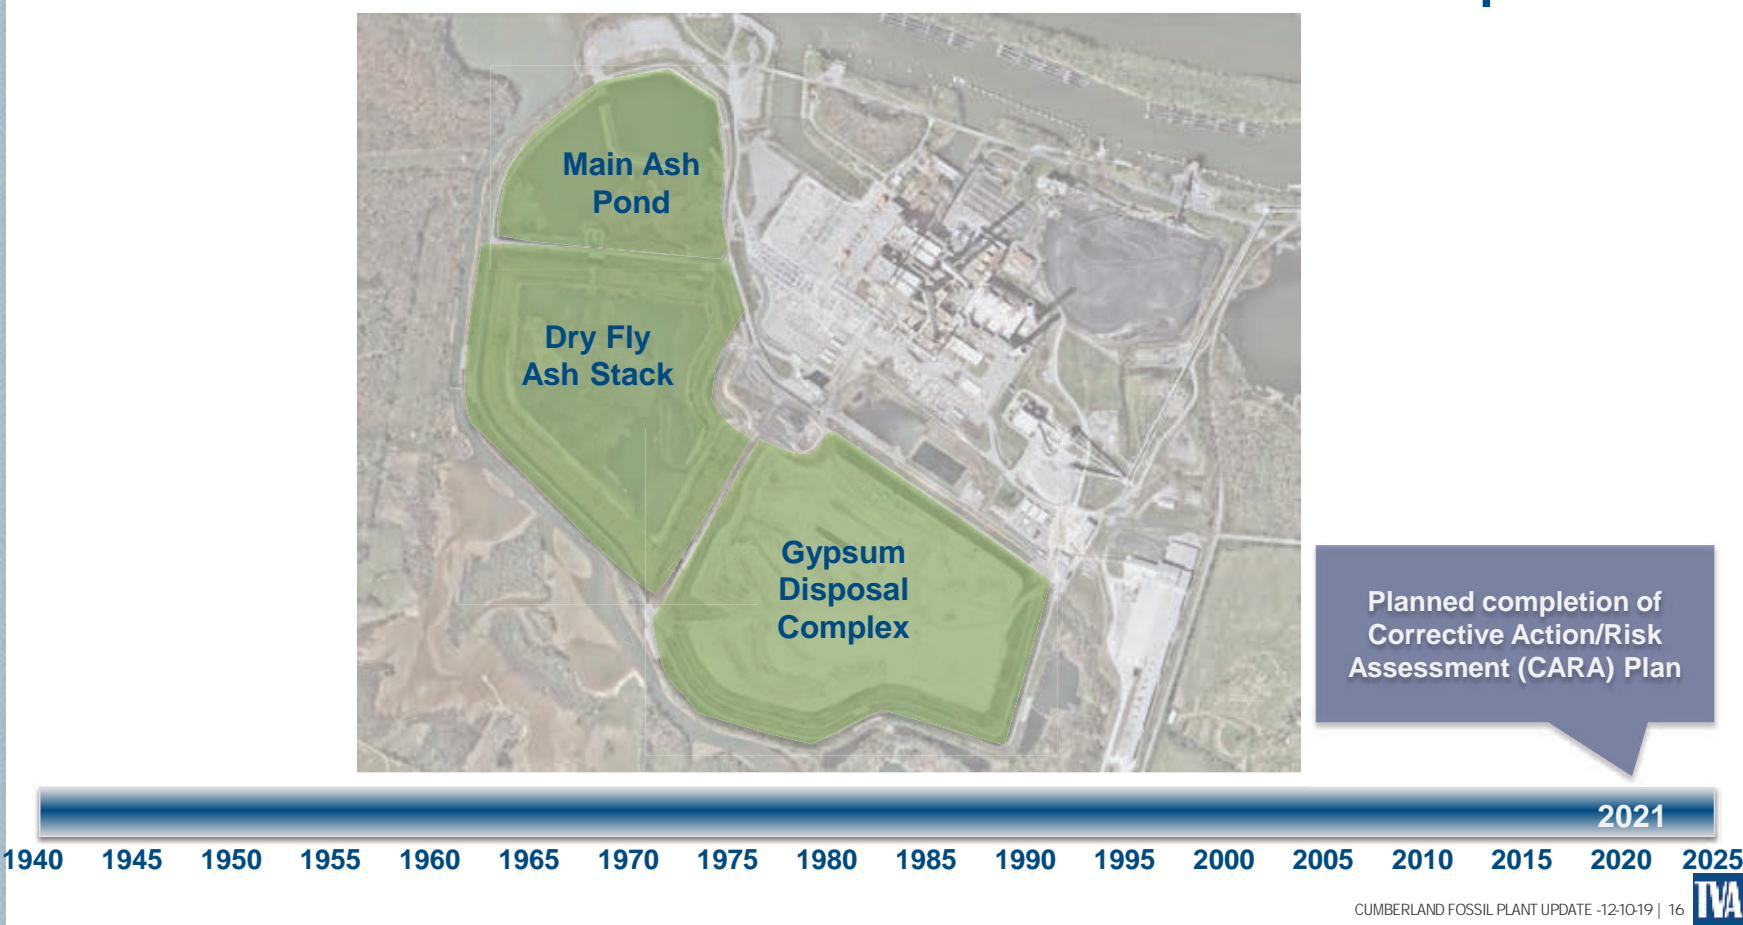 Main Ash
Pond
Dry Fly
Ash Stack
Gypsum
Disposal
Complex
Planned completion of
Corrective Action/Risk
Assessment (CARA) Plan
2021
1940 1945 1950 1955 1960 1965 1970 1975 1980 1985 1990 1995 2000 2005 2010 2015 2020 2025
CUMBERLAND FOSSIL PLANT UPDATE -12-10-19 | 16
TVA